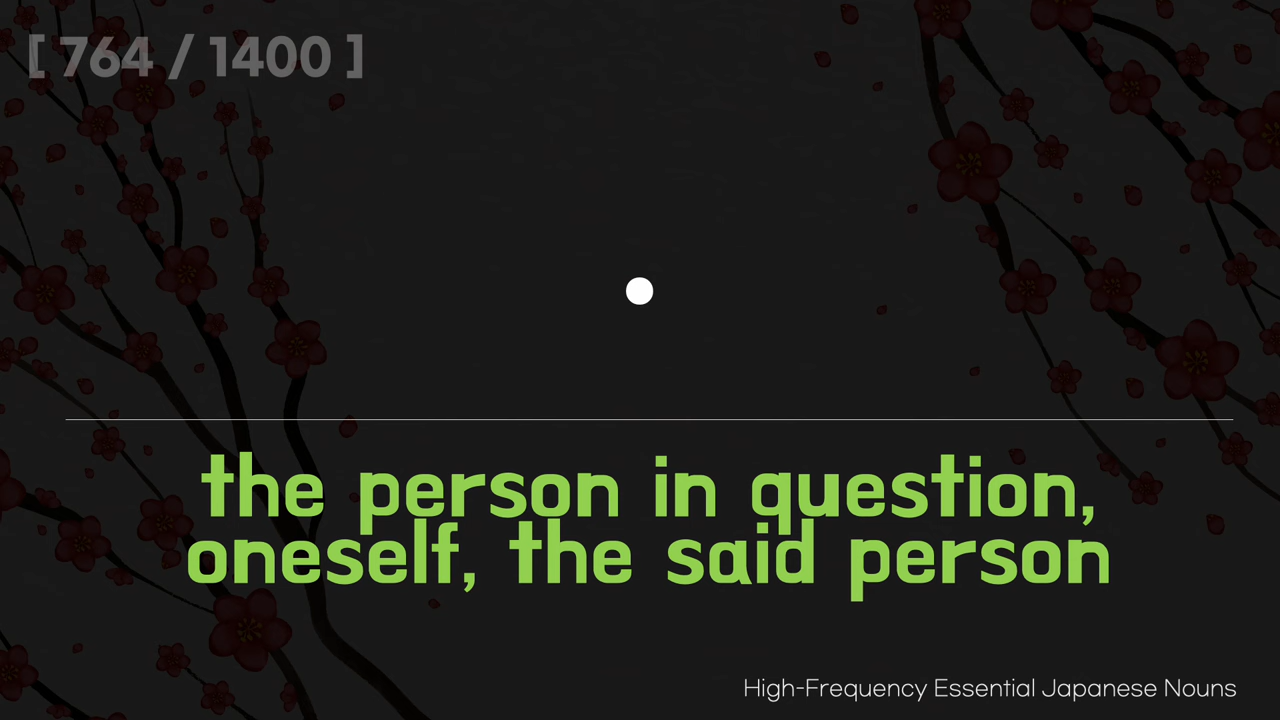 [ 764 / 1400 ]
the person in question,
oneself, the said person
High-Frequency Essential Japanese Nouns